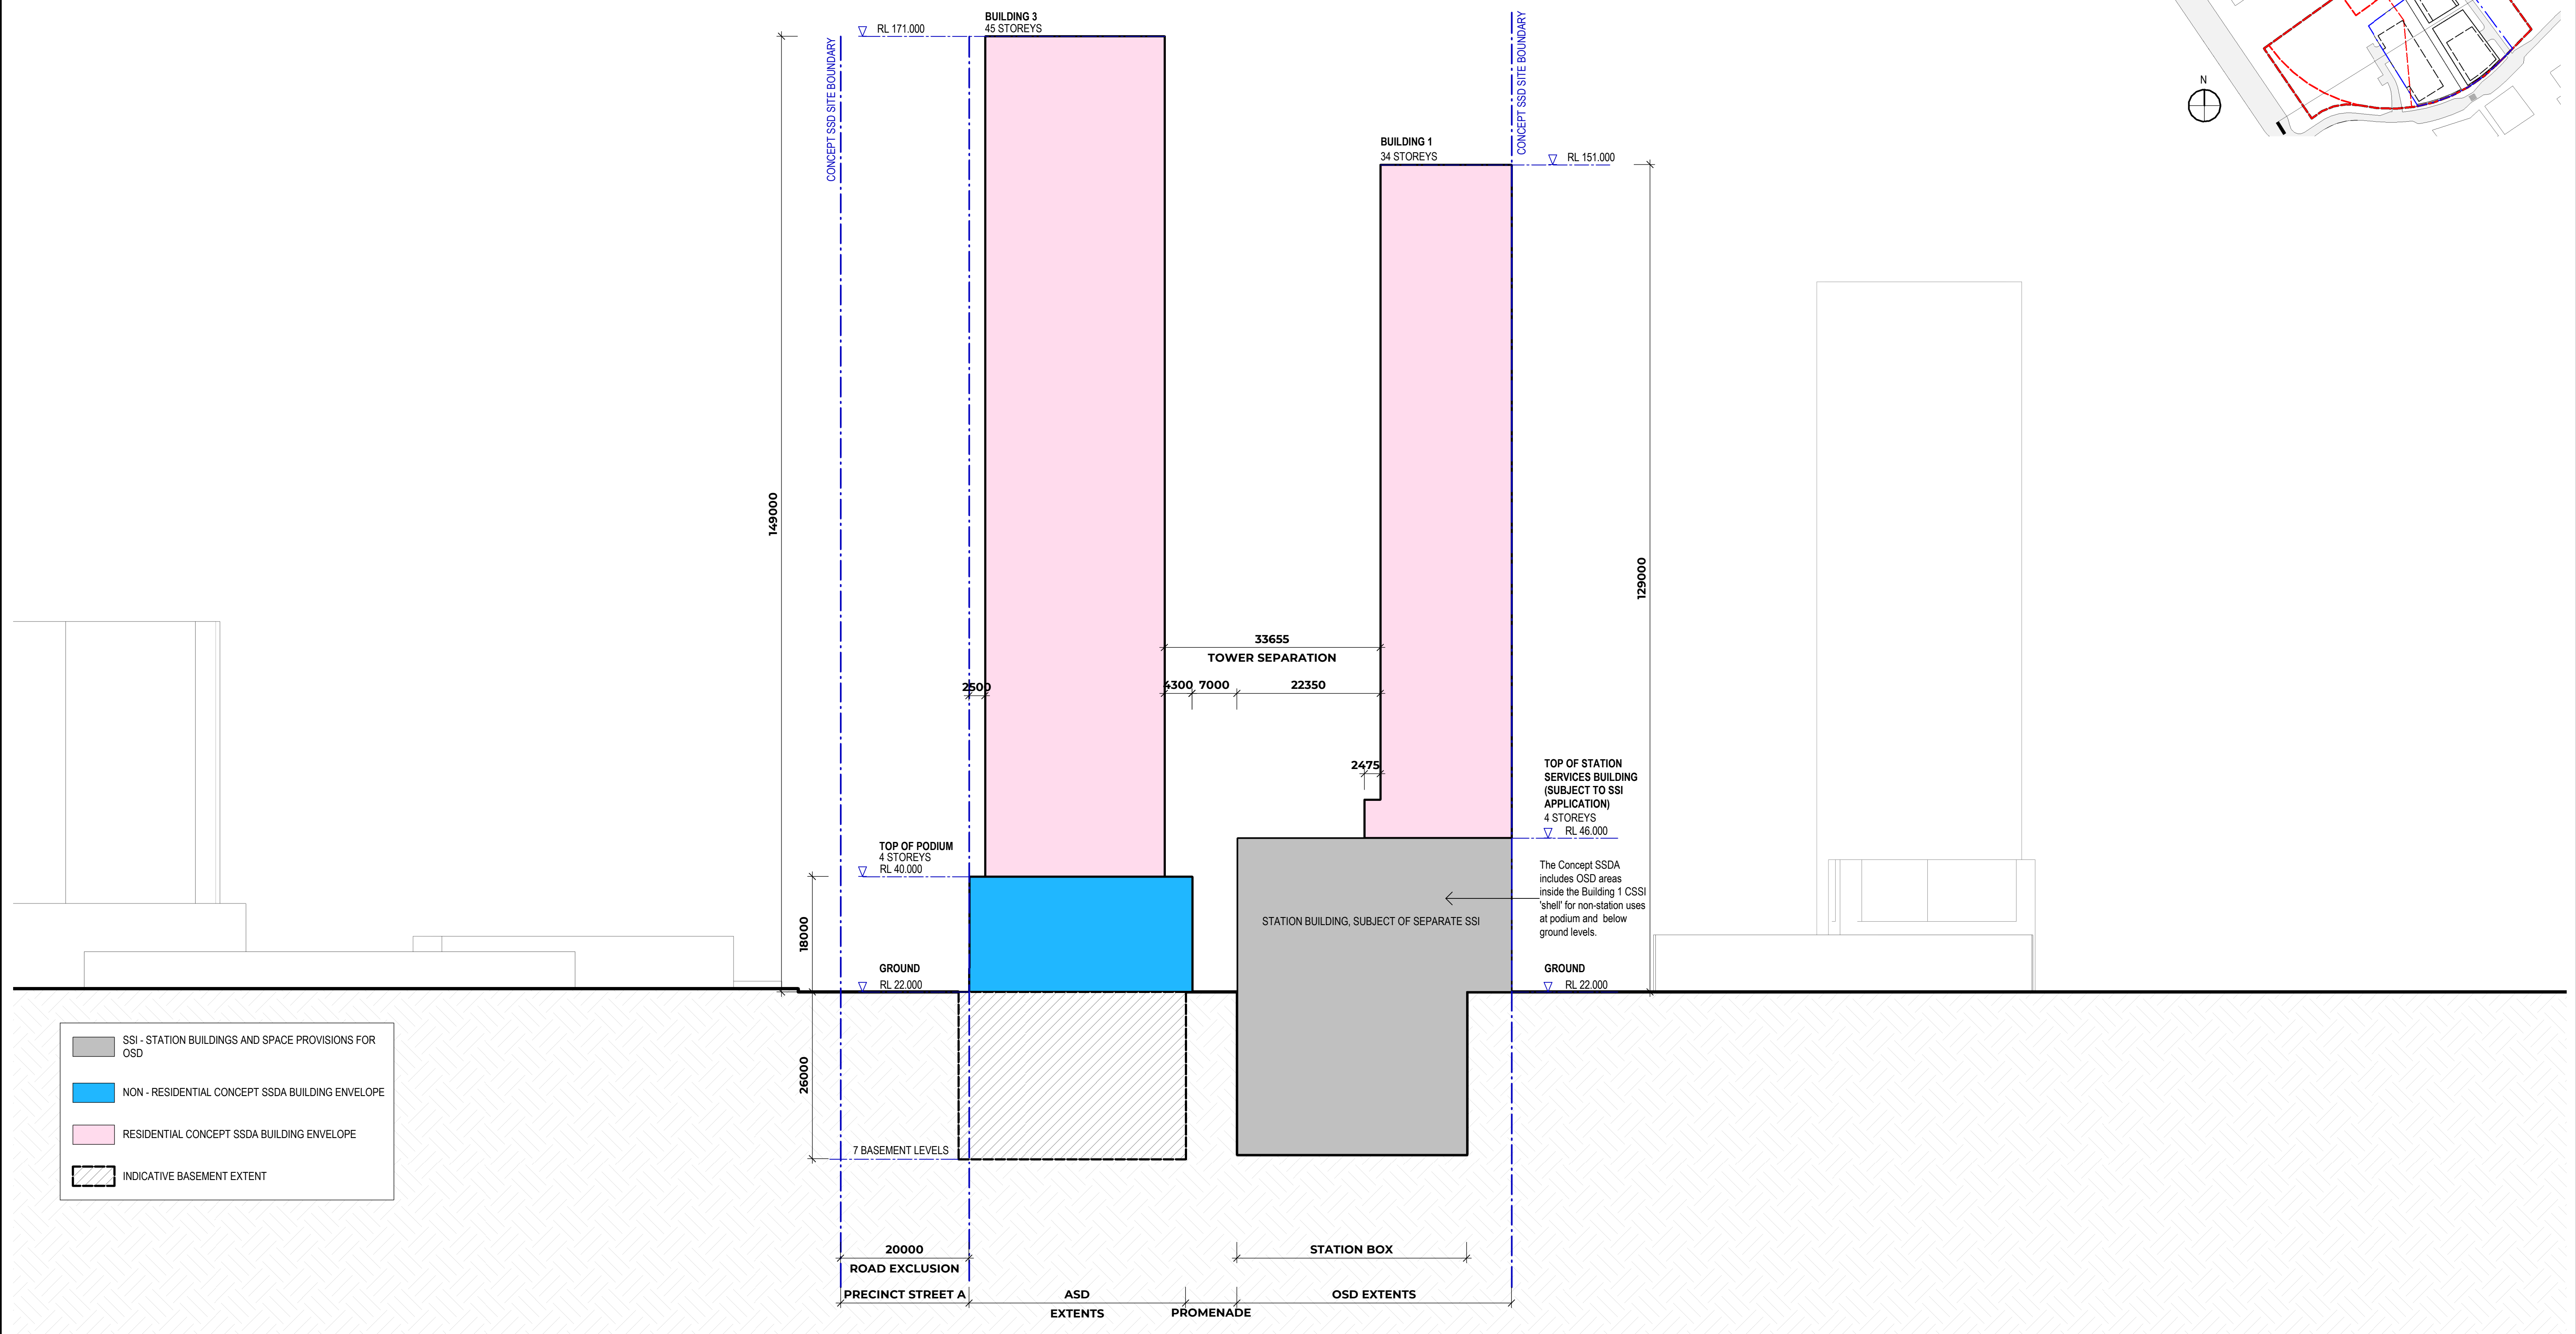 BUILDING 3
45 STOREYS
RL 171.000
CONCEPT SSD SITE BOUNDARY
CONCEPT SSD SITE BOUNDARY
N
BUILDING 1
34 STOREYS
RL 151.000
149000
129000
33655
TOWER SEPARATION
2500
4300
7000
22350
2475
TOP OF STATION
SERVICES BUILDING
(SUBJECT TO SSI
APPLICATION)
4 STOREYS
RL 46.000
TOP OF PODIUM
4 STOREYS
RL 40.000
The Concept SSDA
includes OSD areas
inside the Building 1 CSSI
'shell' for non-station uses
at podium and below
ground levels.
STATION BUILDING, SUBJECT OF SEPARATE SSI
18000
GROUND
RL 22.000
GROUND
RL 22.000
SSI - STATION BUILDINGS AND SPACE PROVISIONS FOR
OSD
NON - RESIDENTIAL CONCEPT SSDA BUILDING ENVELOPE
RESIDENTIAL CONCEPT SSDA BUILDING ENVELOPE
INDICATIVE BASEMENT EXTENT
26000
7 BASEMENT LEVELS
20000
ROAD EXCLUSION
STATION BOX
PRECINCT STREET A
ASD
EXTENTS
PROMENADE
OSD EXTENTS